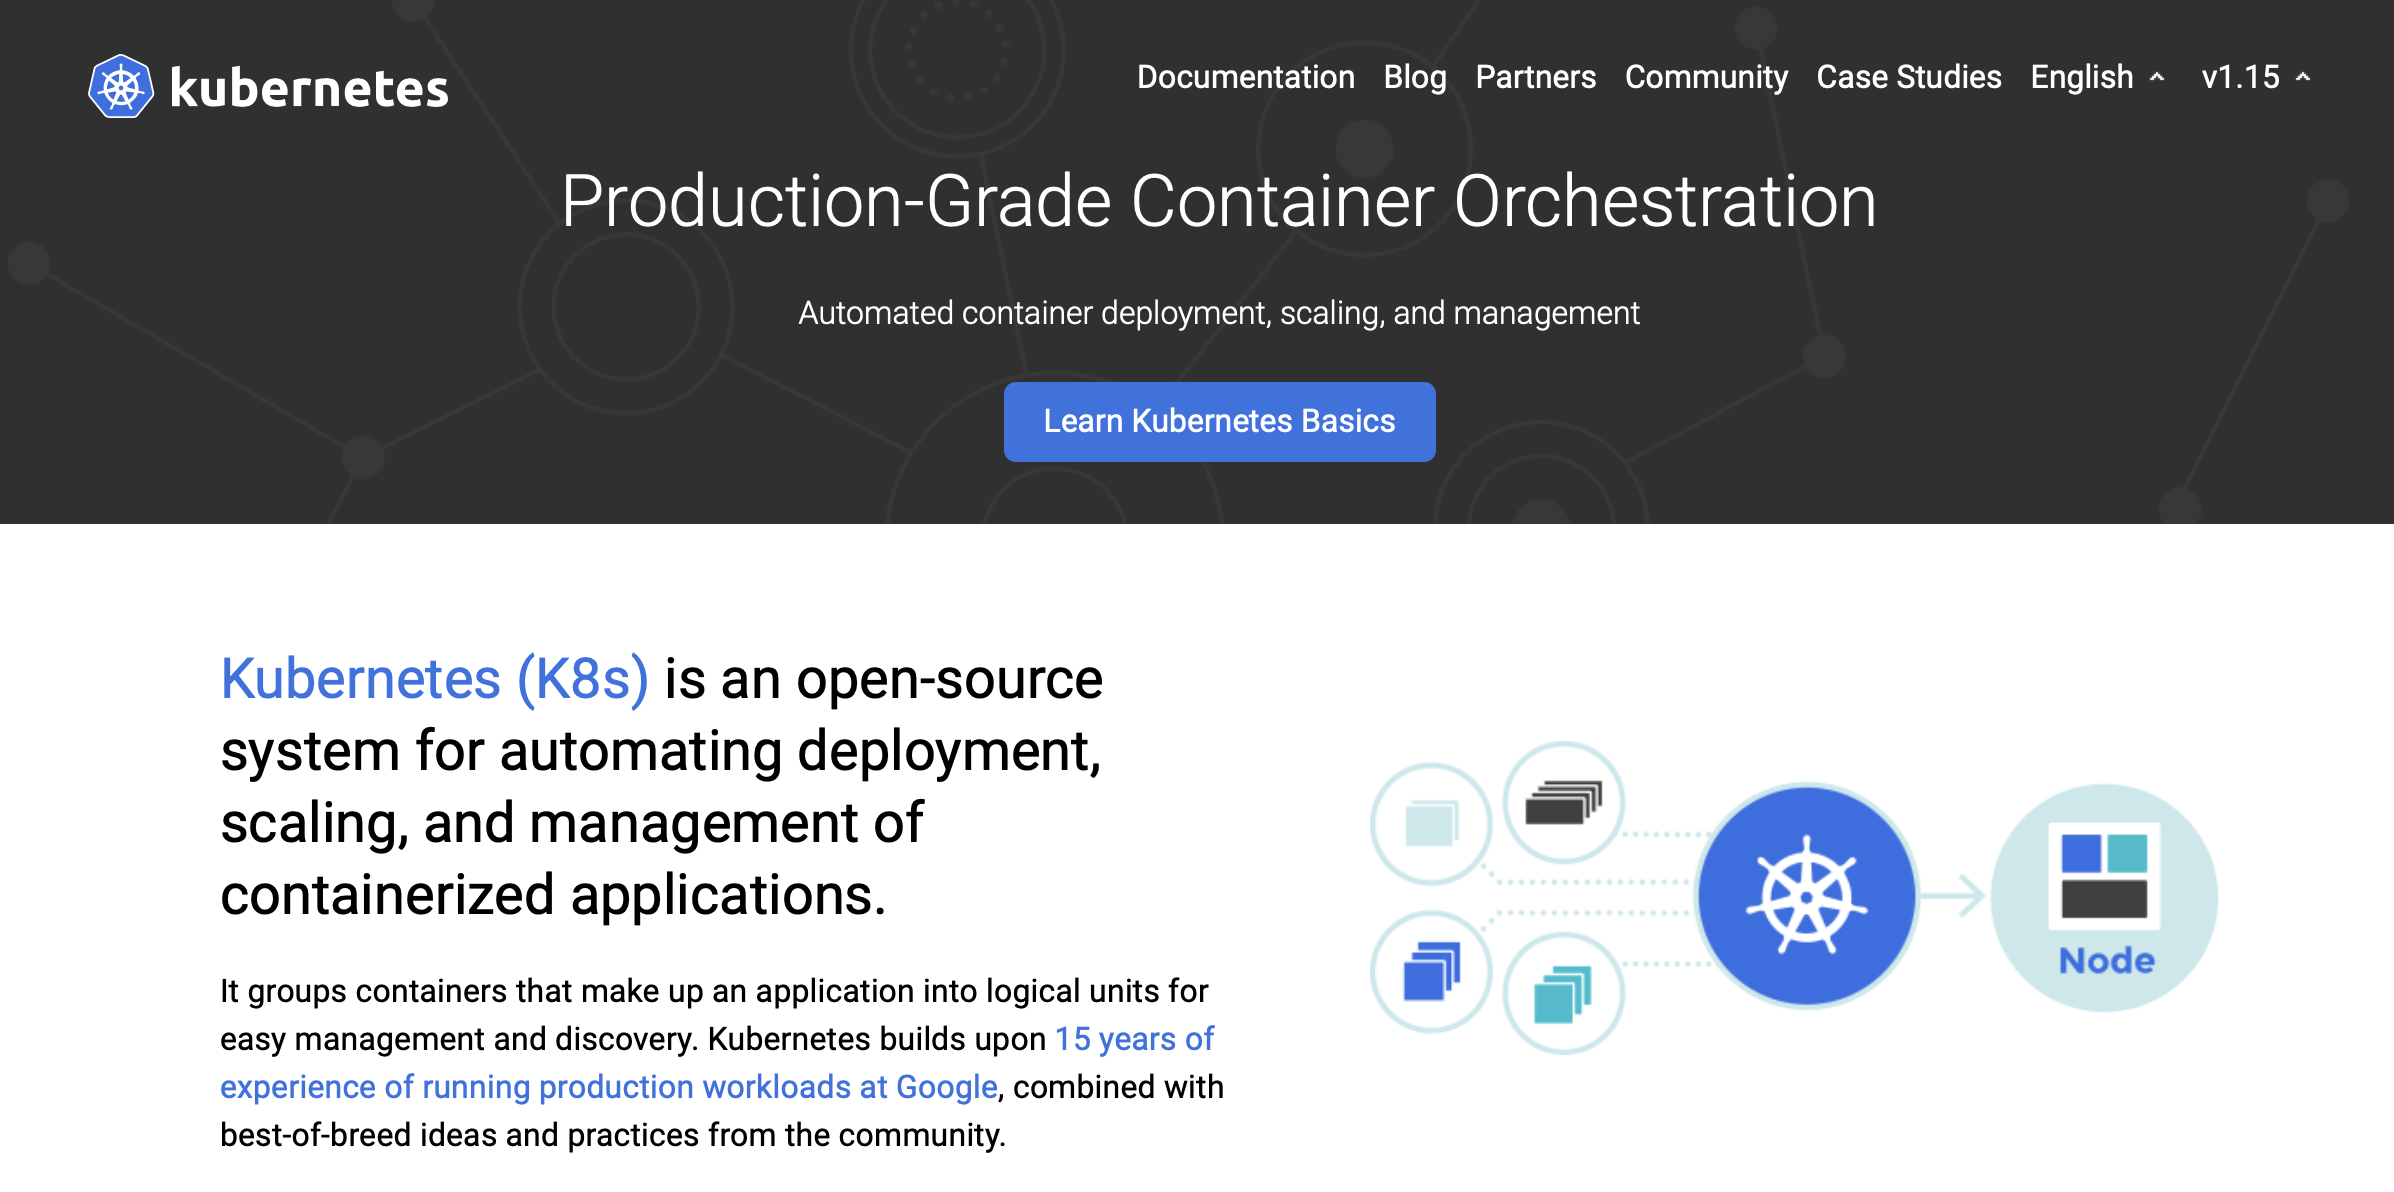 kubernetes
Documentation Blog Partners Community Case Studies English v1.15
Production-Grade Container Orchestration
Automated container deployment, scaling, and management
Learn Kubernetes Basics
Kubernetes (K8s) is an open-source
system for automating deployment,
scaling, and management of
containerized applications.
It groups containers that make up an application into logical units for
easy management and discovery. Kubernetes builds upon 15 years of
experience of running production workloads at Google, combined with
best-of-breed ideas and practices from the community.
Node